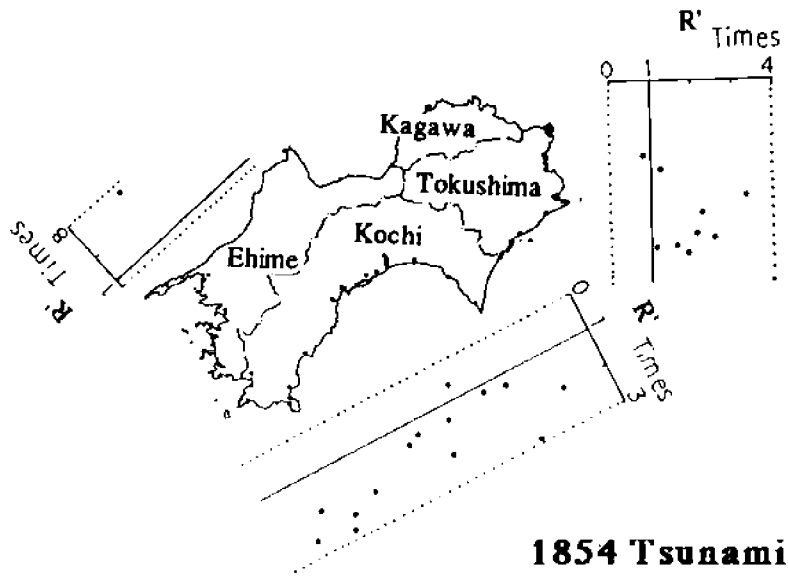 R' Times
0 1 4
Kagawa
Tokushima
Kochi
Ehime
8 1
R' Times
0 1 3
R' Times
1854 Tsunami